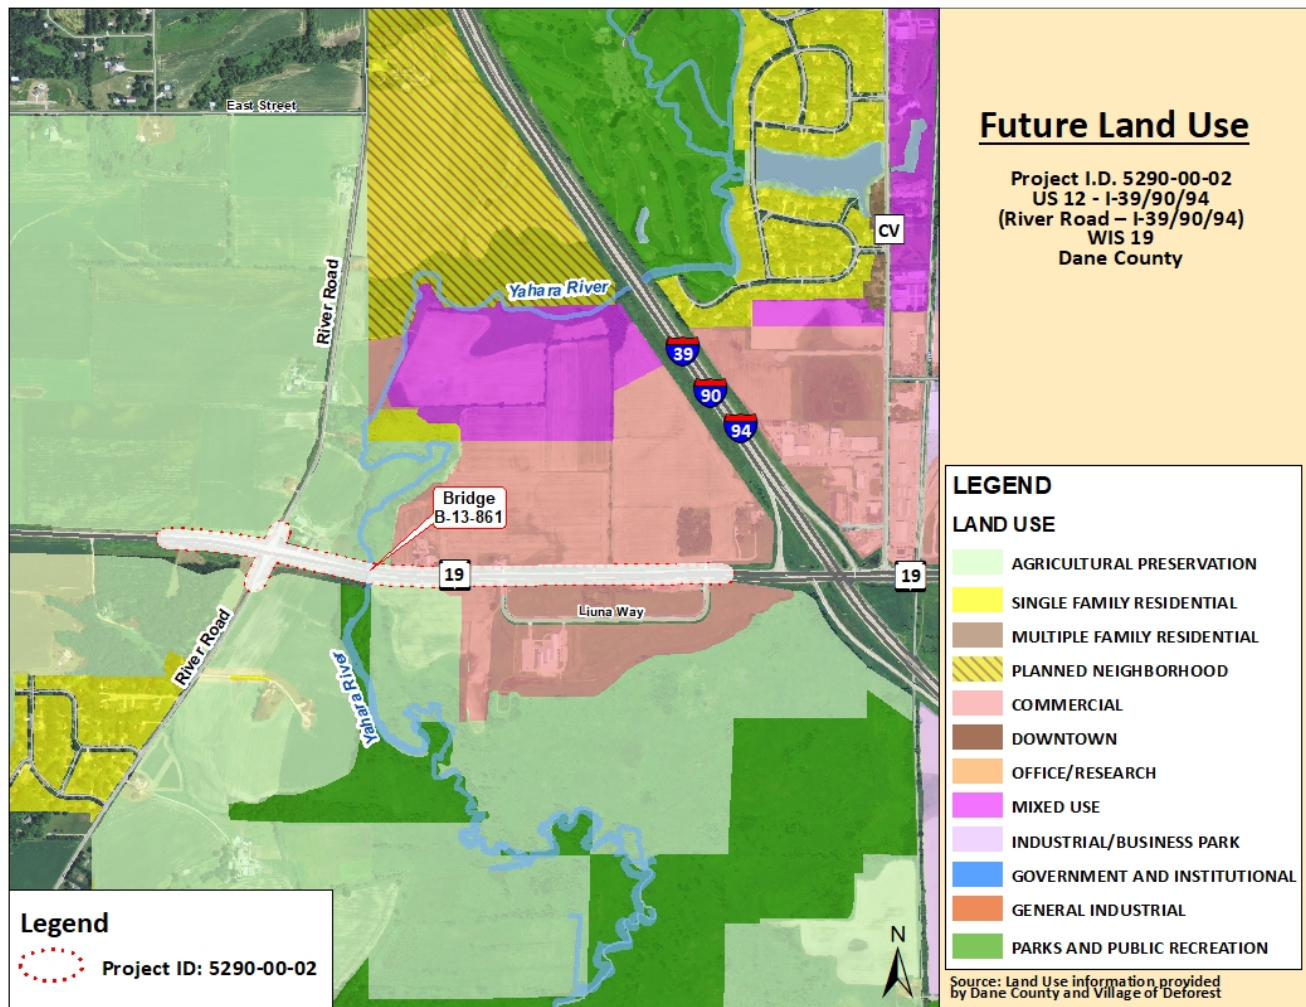 Future Land Use
Project I.D. 5290-00-02
US 12 - I-39/90/94
(River Road – I-39/90/94)
WIS 19
Dane County
East Street
River Road
Yahara River
CV
39
90
94
Bridge
B-13-861
19
19
Liuna Way
River Road
Yahara River
LEGEND
LAND USE
AGRICULTURAL PRESERVATION
SINGLE FAMILY RESIDENTIAL
MULTIPLE FAMILY RESIDENTIAL
PLANNED NEIGHBORHOOD
COMMERCIAL
DOWNTOWN
OFFICE/RESEARCH
MIXED USE
INDUSTRIAL/BUSINESS PARK
GOVERNMENT AND INSTITUTIONAL
GENERAL INDUSTRIAL
PARKS AND PUBLIC RECREATION
Legend
Project ID: 5290-00-02
N
Source: Land Use information provided
by Dane County and Village of Deforest